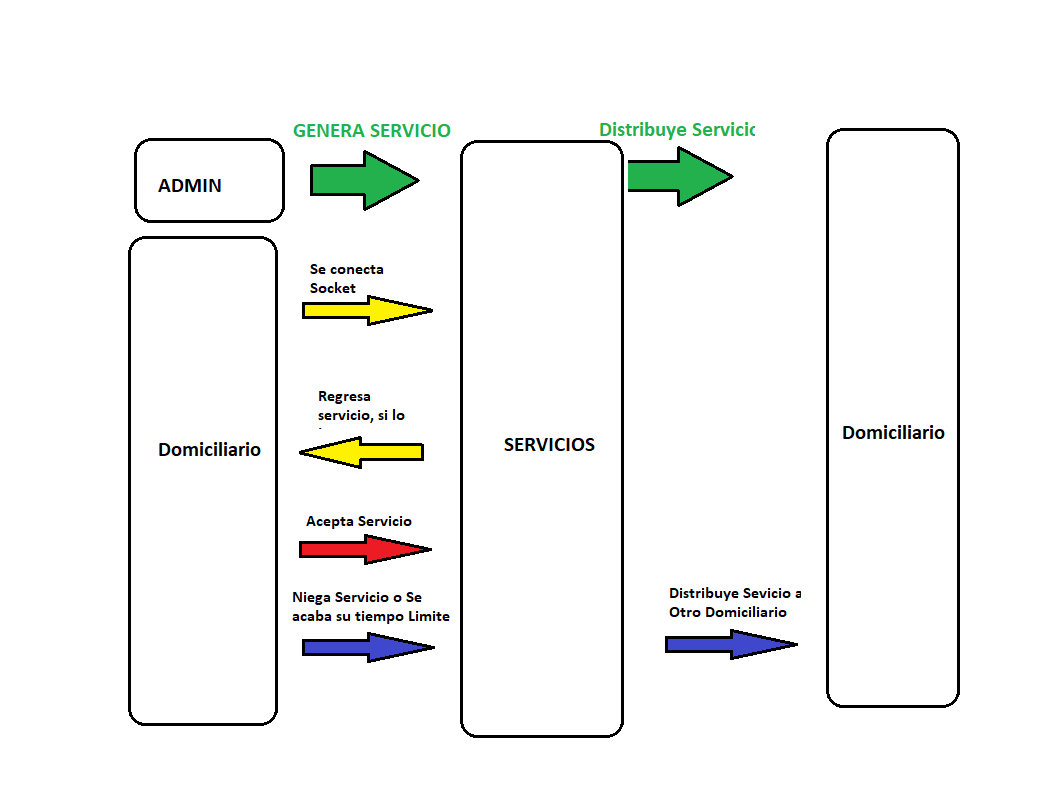 GENERA SERVICIO
Distribuye Servicio
ADMIN
Se conecta
Socket
Regresa
servicio, si lo
Domiciliario
SERVICIOS
Domiciliario
Acepta Servicio
Niega Servicio o Se
acaba su tiempo Limite
Distribuye Sevicio a
Otro Domiciliario